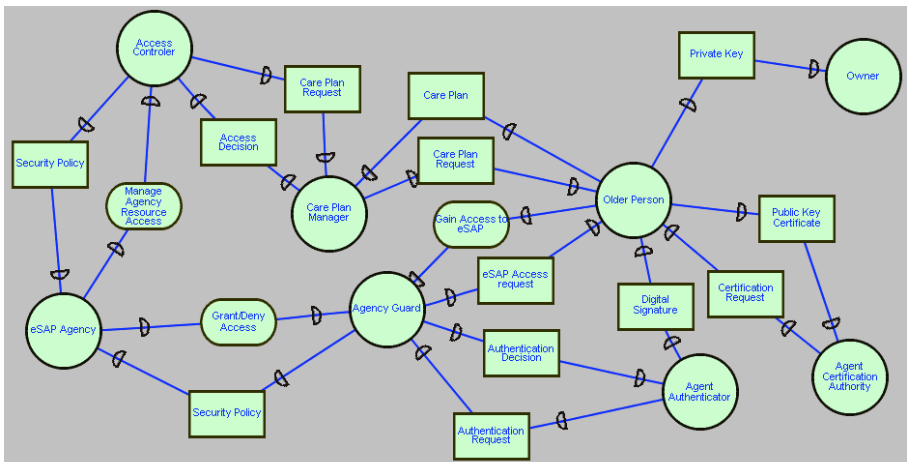 Access
Controler
Private Key
Owner
Care Plan
Request
Care Plan
Access
Decision
Care Plan
Request
Security Policy
Manage
Agency
Resource
Access
Care Plan
Manager
Older Person
Gain Access to
eSAP
Public Key
Certificate
eSAP Access
request
Certification
Request
Digital
Signature
eSAP Agency
Grant/Deny
Access
Agency Guard
Authentication
Decision
Agent
Certification
Authority
Agent
Authenticator
Security Policy
Authentication
Request